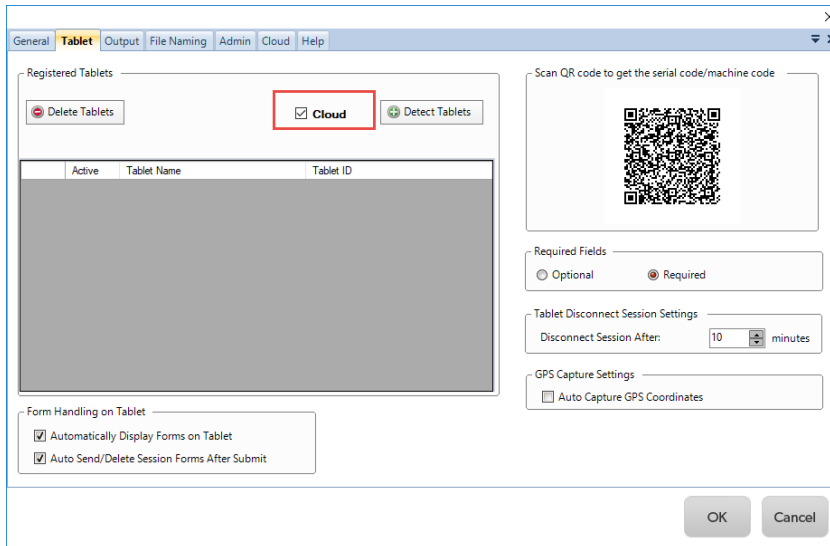 General Tablet Output File Naming Admin Cloud Help
Registered Tablets
Delete Tablets
Cloud
Detect Tablets
Active Tablet Name Tablet ID
Form Handling on Tablet
Automatically Display Forms on Tablet
Auto Send/Delete Session Forms After Submit
Scan QR code to get the serial code/machine code
Required Fields
Optional Required
Tablet Disconnect Session Settings
Disconnect Session After: 10 minutes
GPS Capture Settings
Auto Capture GPS Coordinates
OK Cancel